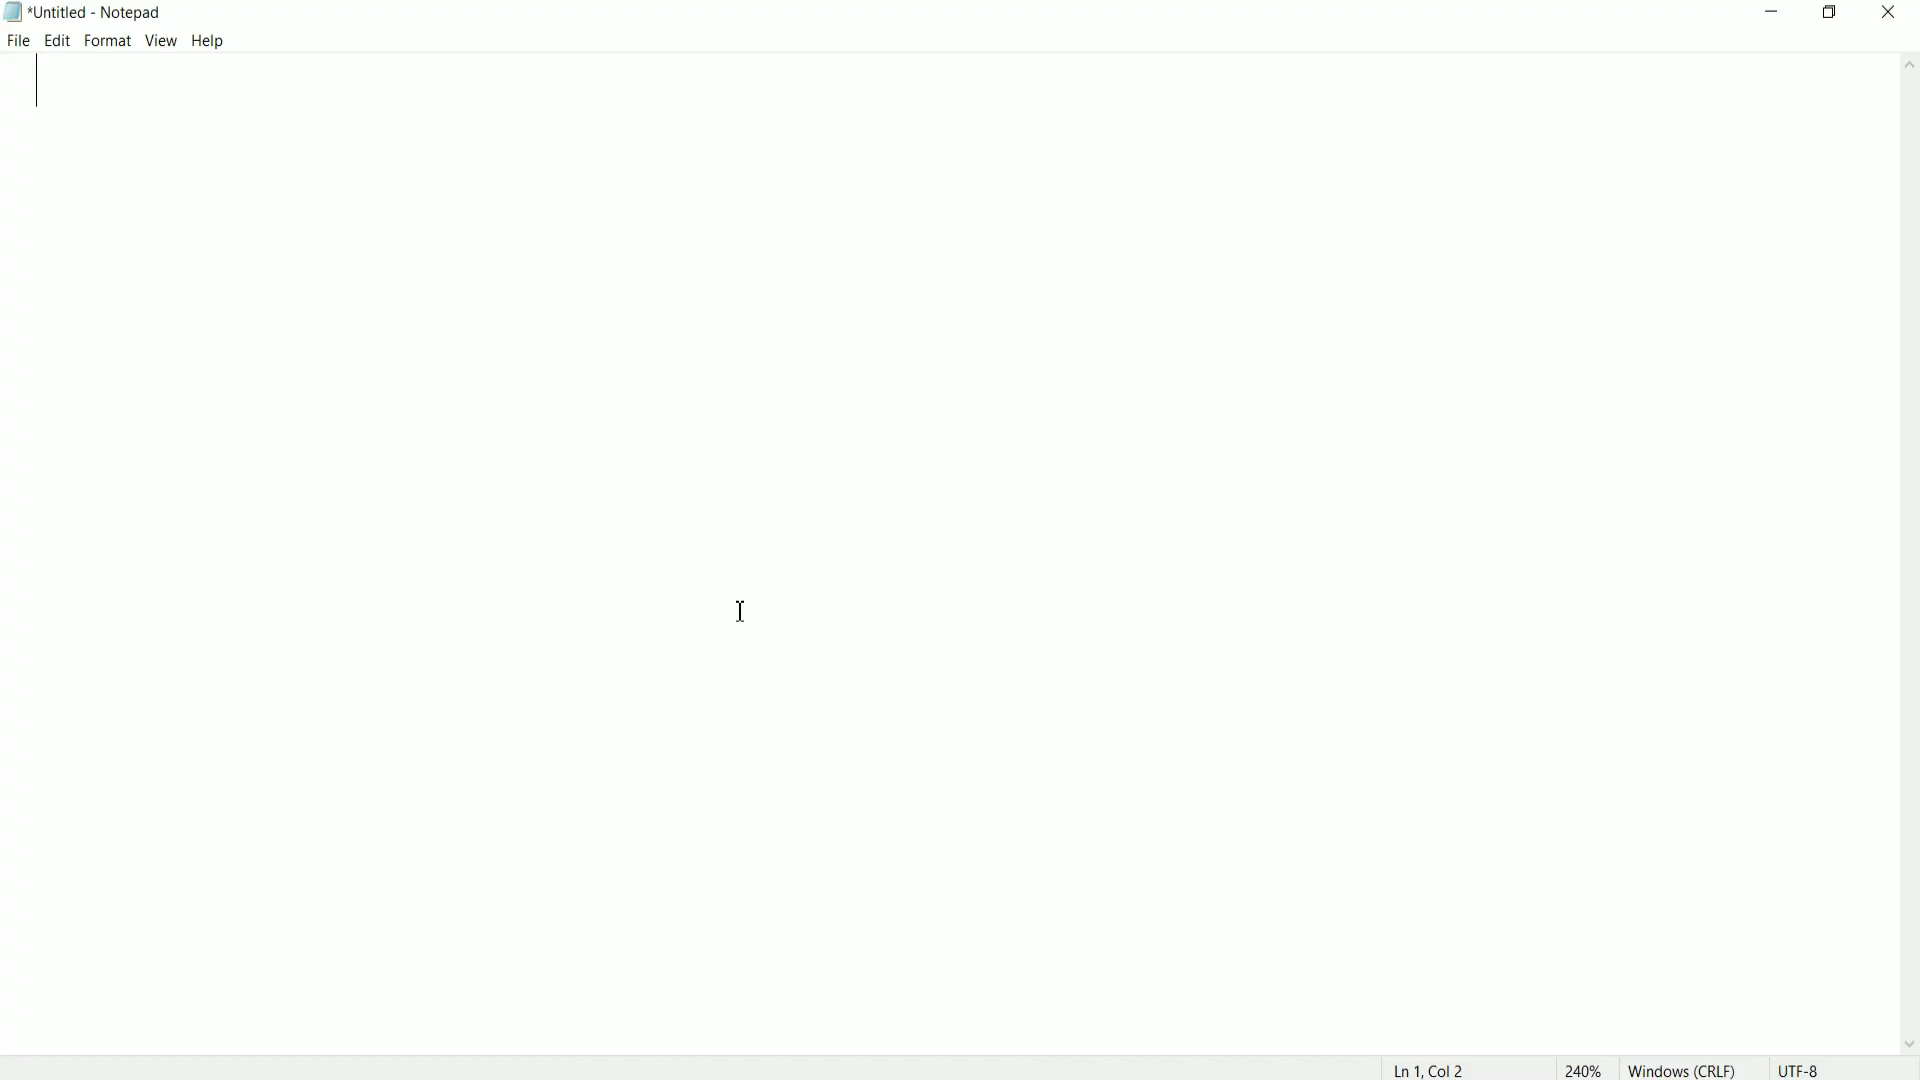 *Untitled - Notepad
File Edit Format View Help
Ln 1, Col 2 240% Windows (CRLF) UTF-8